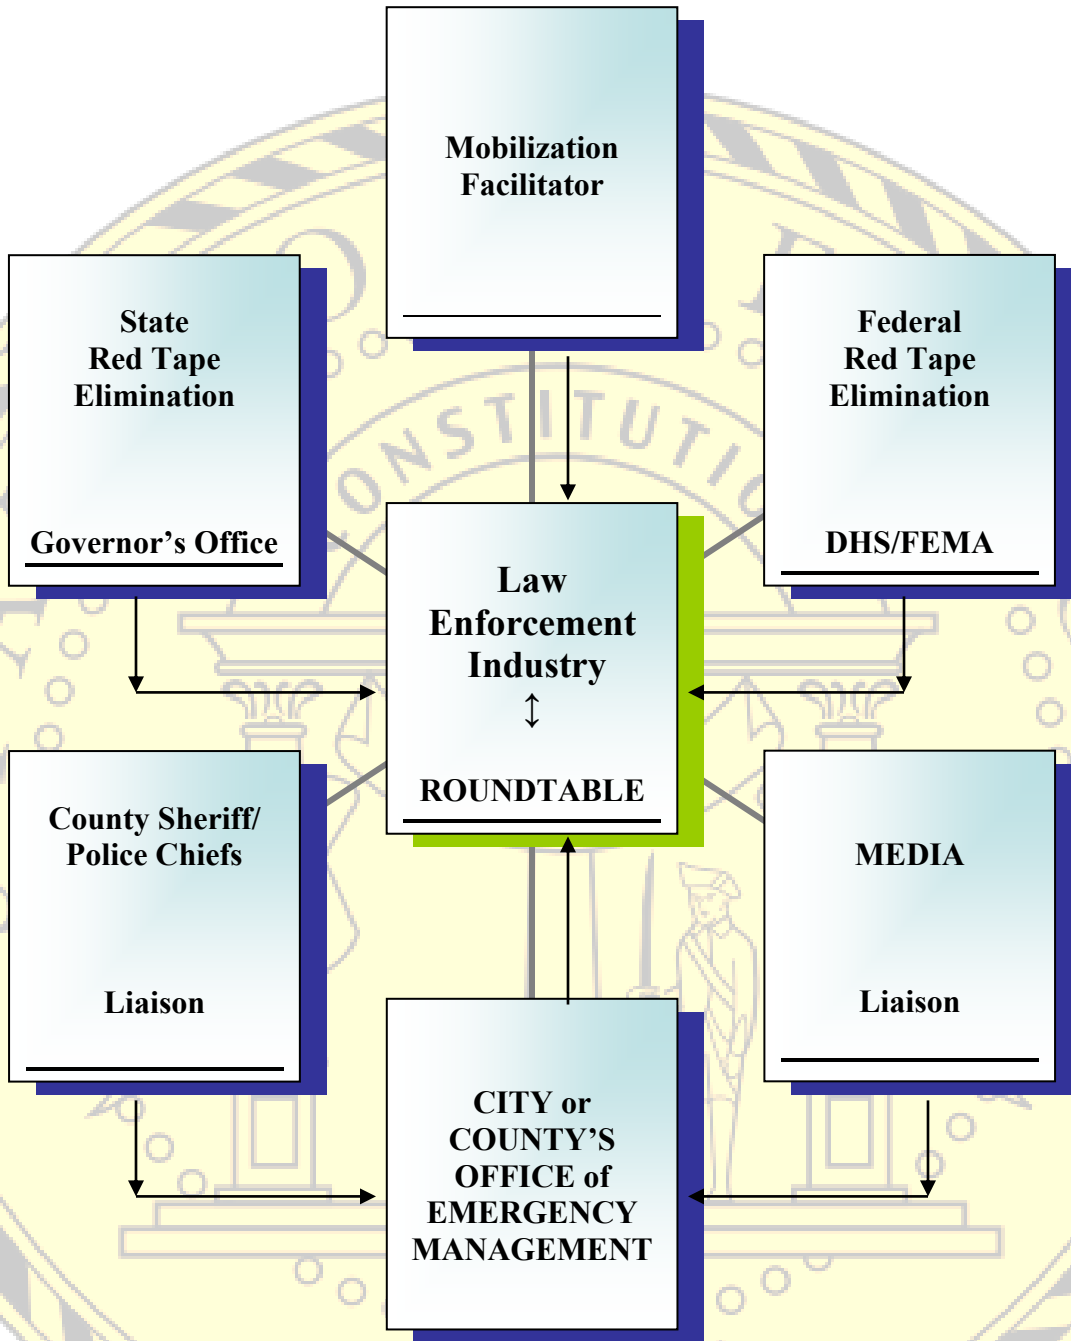 Mobilization
Facilitator
State
Red Tape
Elimination
Governor’s Office
Federal
Red Tape
Elimination
DHS/FEMA
CONSTITUTIO
Law
Enforcement
Industry
↕
ROUNDTABLE
County Sheriff/
Police Chiefs
Liaison
MEDIA
Liaison
CITY or
COUNTY’S
OFFICE of
EMERGENCY
MANAGEMENT